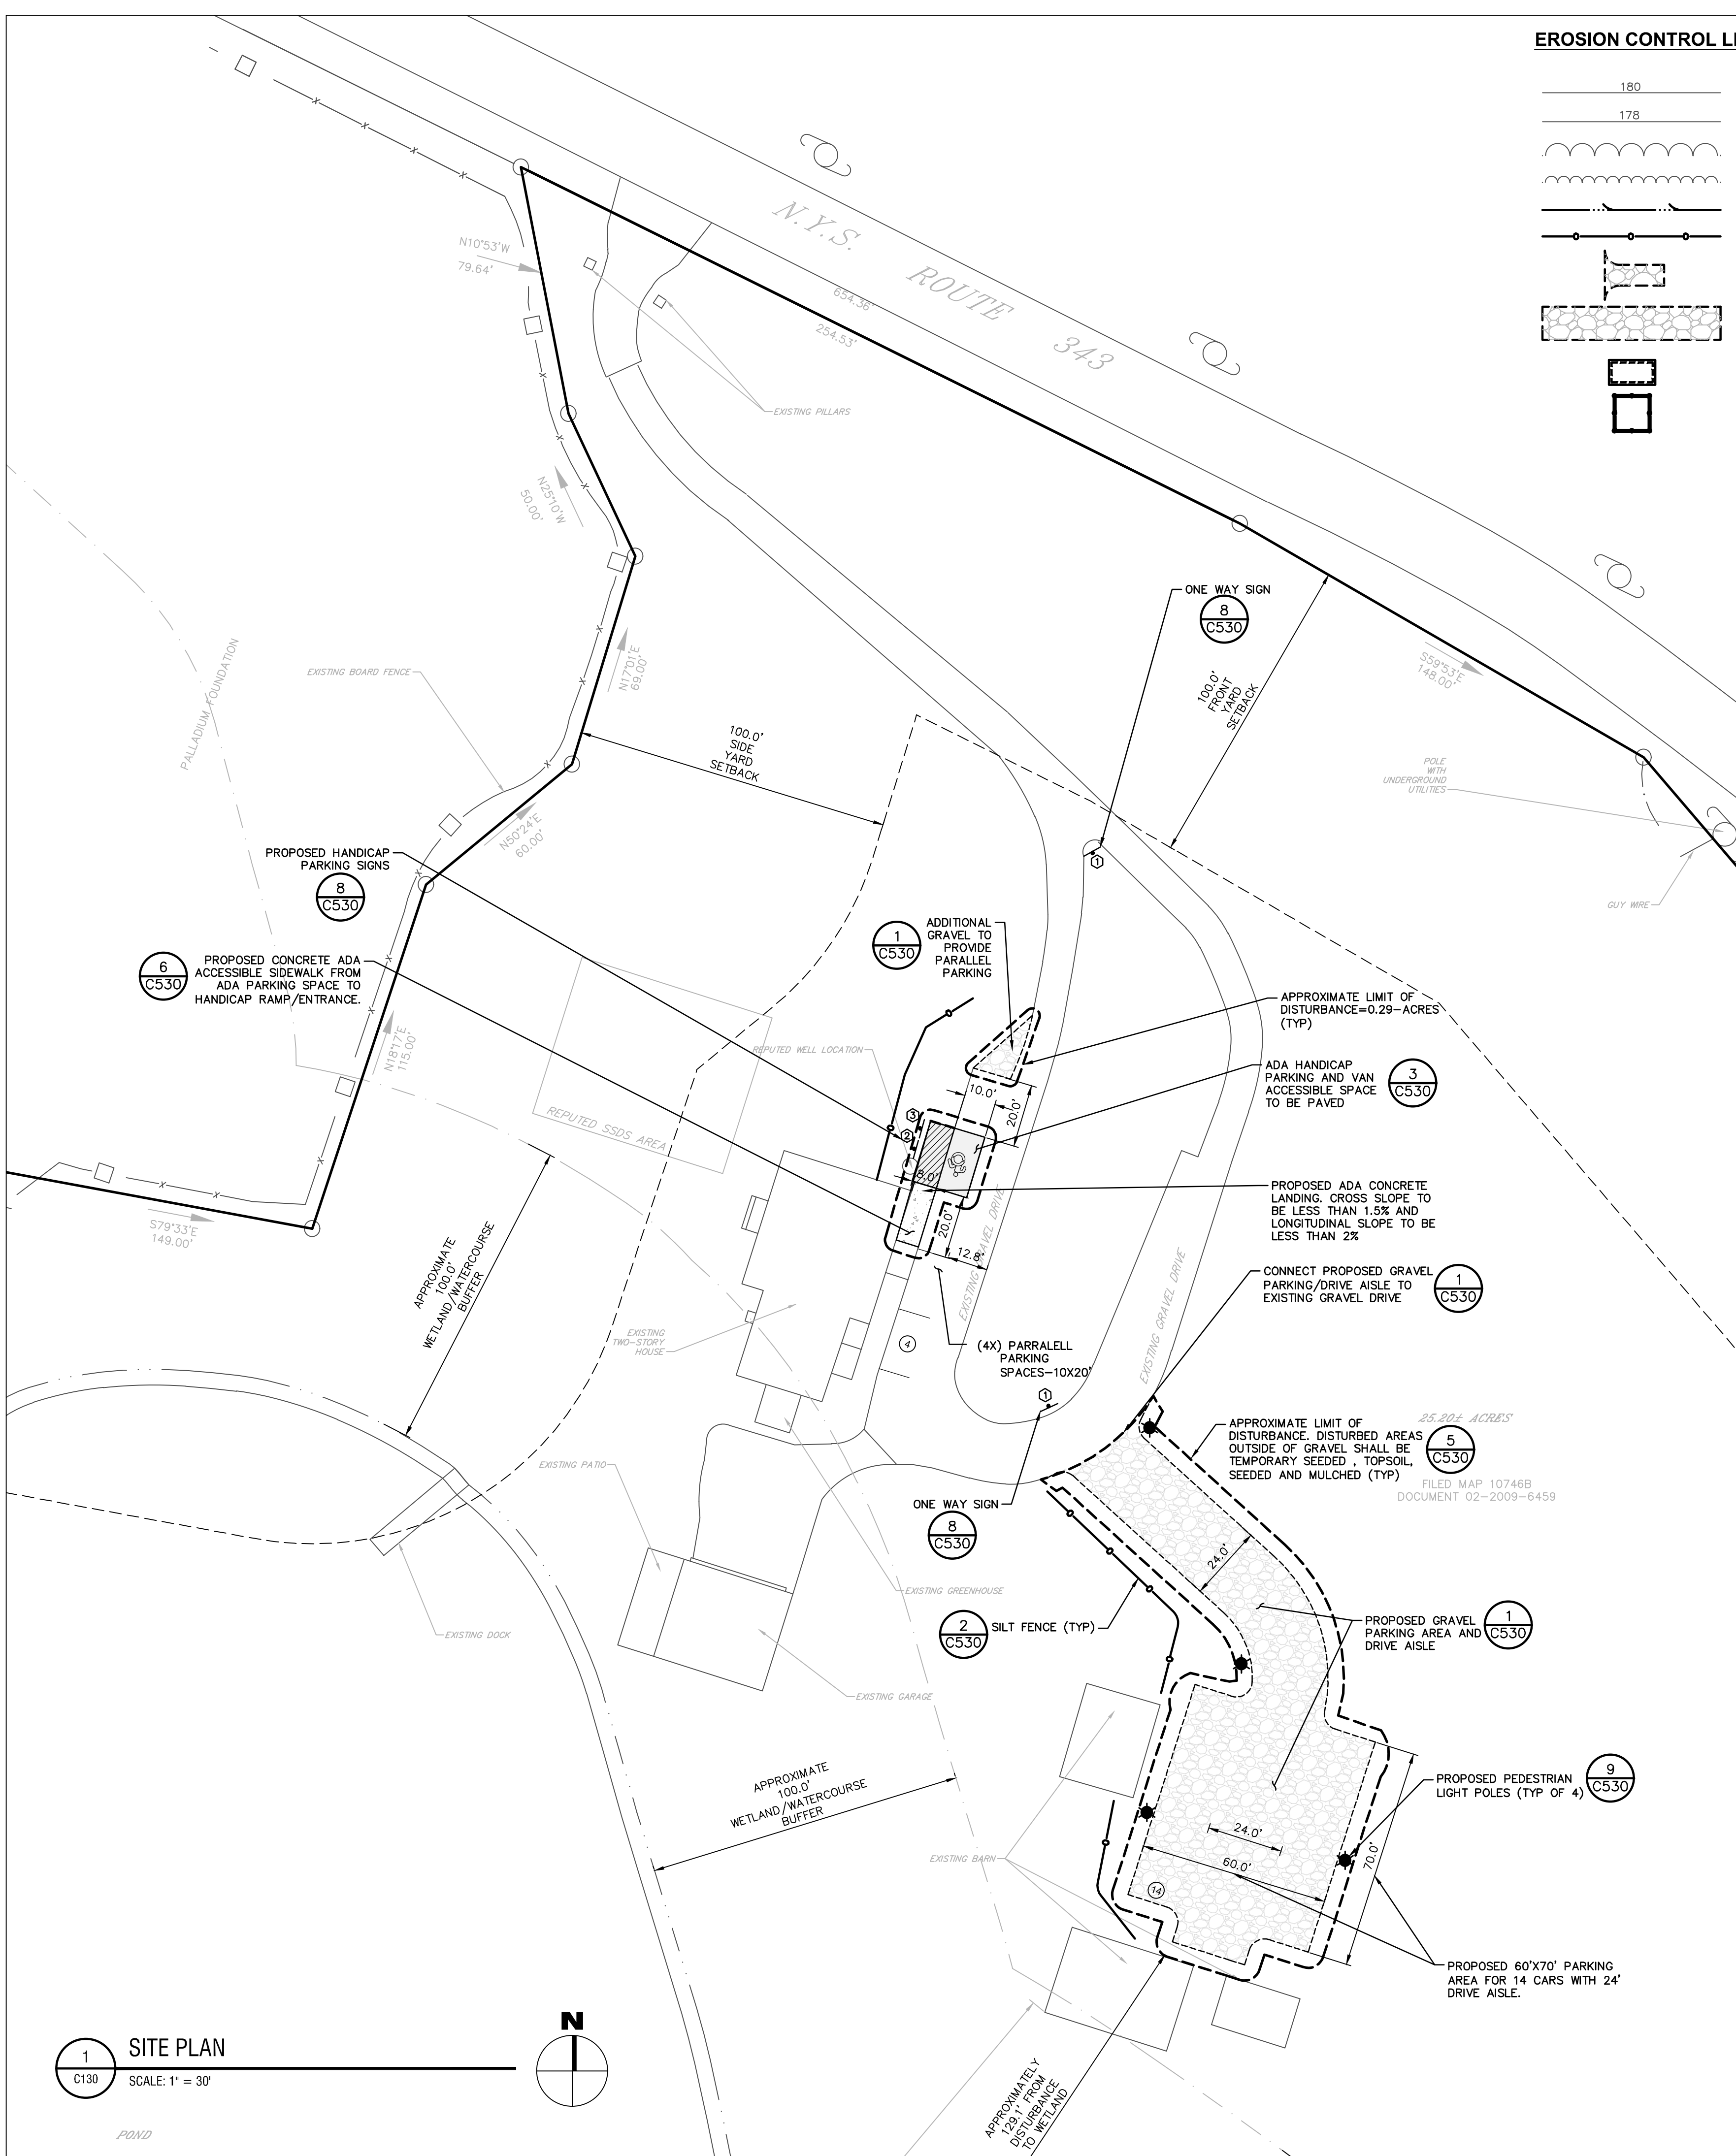 EROSION CONTROL
180
178
N.Y.S. ROUTE 343
N10°53'W
79.64'
654.36'
254.53'
EXISTING PILLARS
N25°10'W
50.00'
ONE WAY SIGN
8
C530
100.0'
FRONT
YARD
SETBACK
S59°53'E
148.00'
PALLADIUM FOUNDATION
EXISTING BOARD FENCE
N17°01'E
69.00'
100.0'
SIDE
YARD
SETBACK
POLE
WITH
UNDERGROUND
UTILITIES
N50°24'E
60.00'
PROPOSED HANDICAP
PARKING SIGNS
8
C530
1
GUY WIRE
1
C530
ADDITIONAL
GRAVEL TO
PROVIDE
PARALLEL
PARKING
6
C530
PROPOSED CONCRETE ADA
ACCESSIBLE SIDEWALK FROM
ADA PARKING SPACE TO
HANDICAP RAMP/ENTRANCE.
APPROXIMATE LIMIT OF
DISTURBANCE=0.29-ACRES
(TYP)
N18°17'E
115.00'
REPUTED WELL LOCATION
ADA HANDICAP
PARKING AND VAN
ACCESSIBLE SPACE
TO BE PAVED
3
C530
10.0'
20.0'
REPUTED SSDS AREA
3
2
8.0'
PROPOSED ADA CONCRETE
LANDING. CROSS SLOPE TO
BE LESS THAN 1.5% AND
LONGITUDINAL SLOPE TO BE
LESS THAN 2%
S79°33'E
149.00'
20.0'
12.8'
EXISTING GRAVEL DRIVE
EXISTING GRAVEL DRIVE
APPROXIMATE
100.0'
WETLAND/WATERCOURSE
BUFFER
CONNECT PROPOSED GRAVEL
PARKING/DRIVE AISLE TO
EXISTING GRAVEL DRIVE
1
C530
EXISTING
TWO-STORY
HOUSE
4
(4X) PARRALELL
PARKING
SPACES-10X20'
1
APPROXIMATE LIMIT OF
DISTURBANCE. DISTURBED AREAS
OUTSIDE OF GRAVEL SHALL BE
TEMPORARY SEEDED , TOPSOIL,
SEEDED AND MULCHED (TYP)
25.20± ACRES
5
C530
FILED MAP 10746B
DOCUMENT 02-2009-6459
EXISTING PATIO
ONE WAY SIGN
8
C530
24.0'
EXISTING GREENHOUSE
EXISTING DOCK
2
C530
SILT FENCE (TYP)
PROPOSED GRAVEL
PARKING AREA AND
DRIVE AISLE
1
C530
EXISTING GARAGE
APPROXIMATE
100.0'
WETLAND/WATERCOURSE
BUFFER
PROPOSED PEDESTRIAN
LIGHT POLES (TYP OF 4)
9
C530
24.0'
60.0'
70.0'
EXISTING BARN
14
PROPOSED 60'X70' PARKING
AREA FOR 14 CARS WITH 24'
DRIVE AISLE.
APPROXIMATELY
129.1' FROM
DISTURBANCE
TO WETLAND
1
C130
SITE PLAN
SCALE: 1" = 30'
N
POND